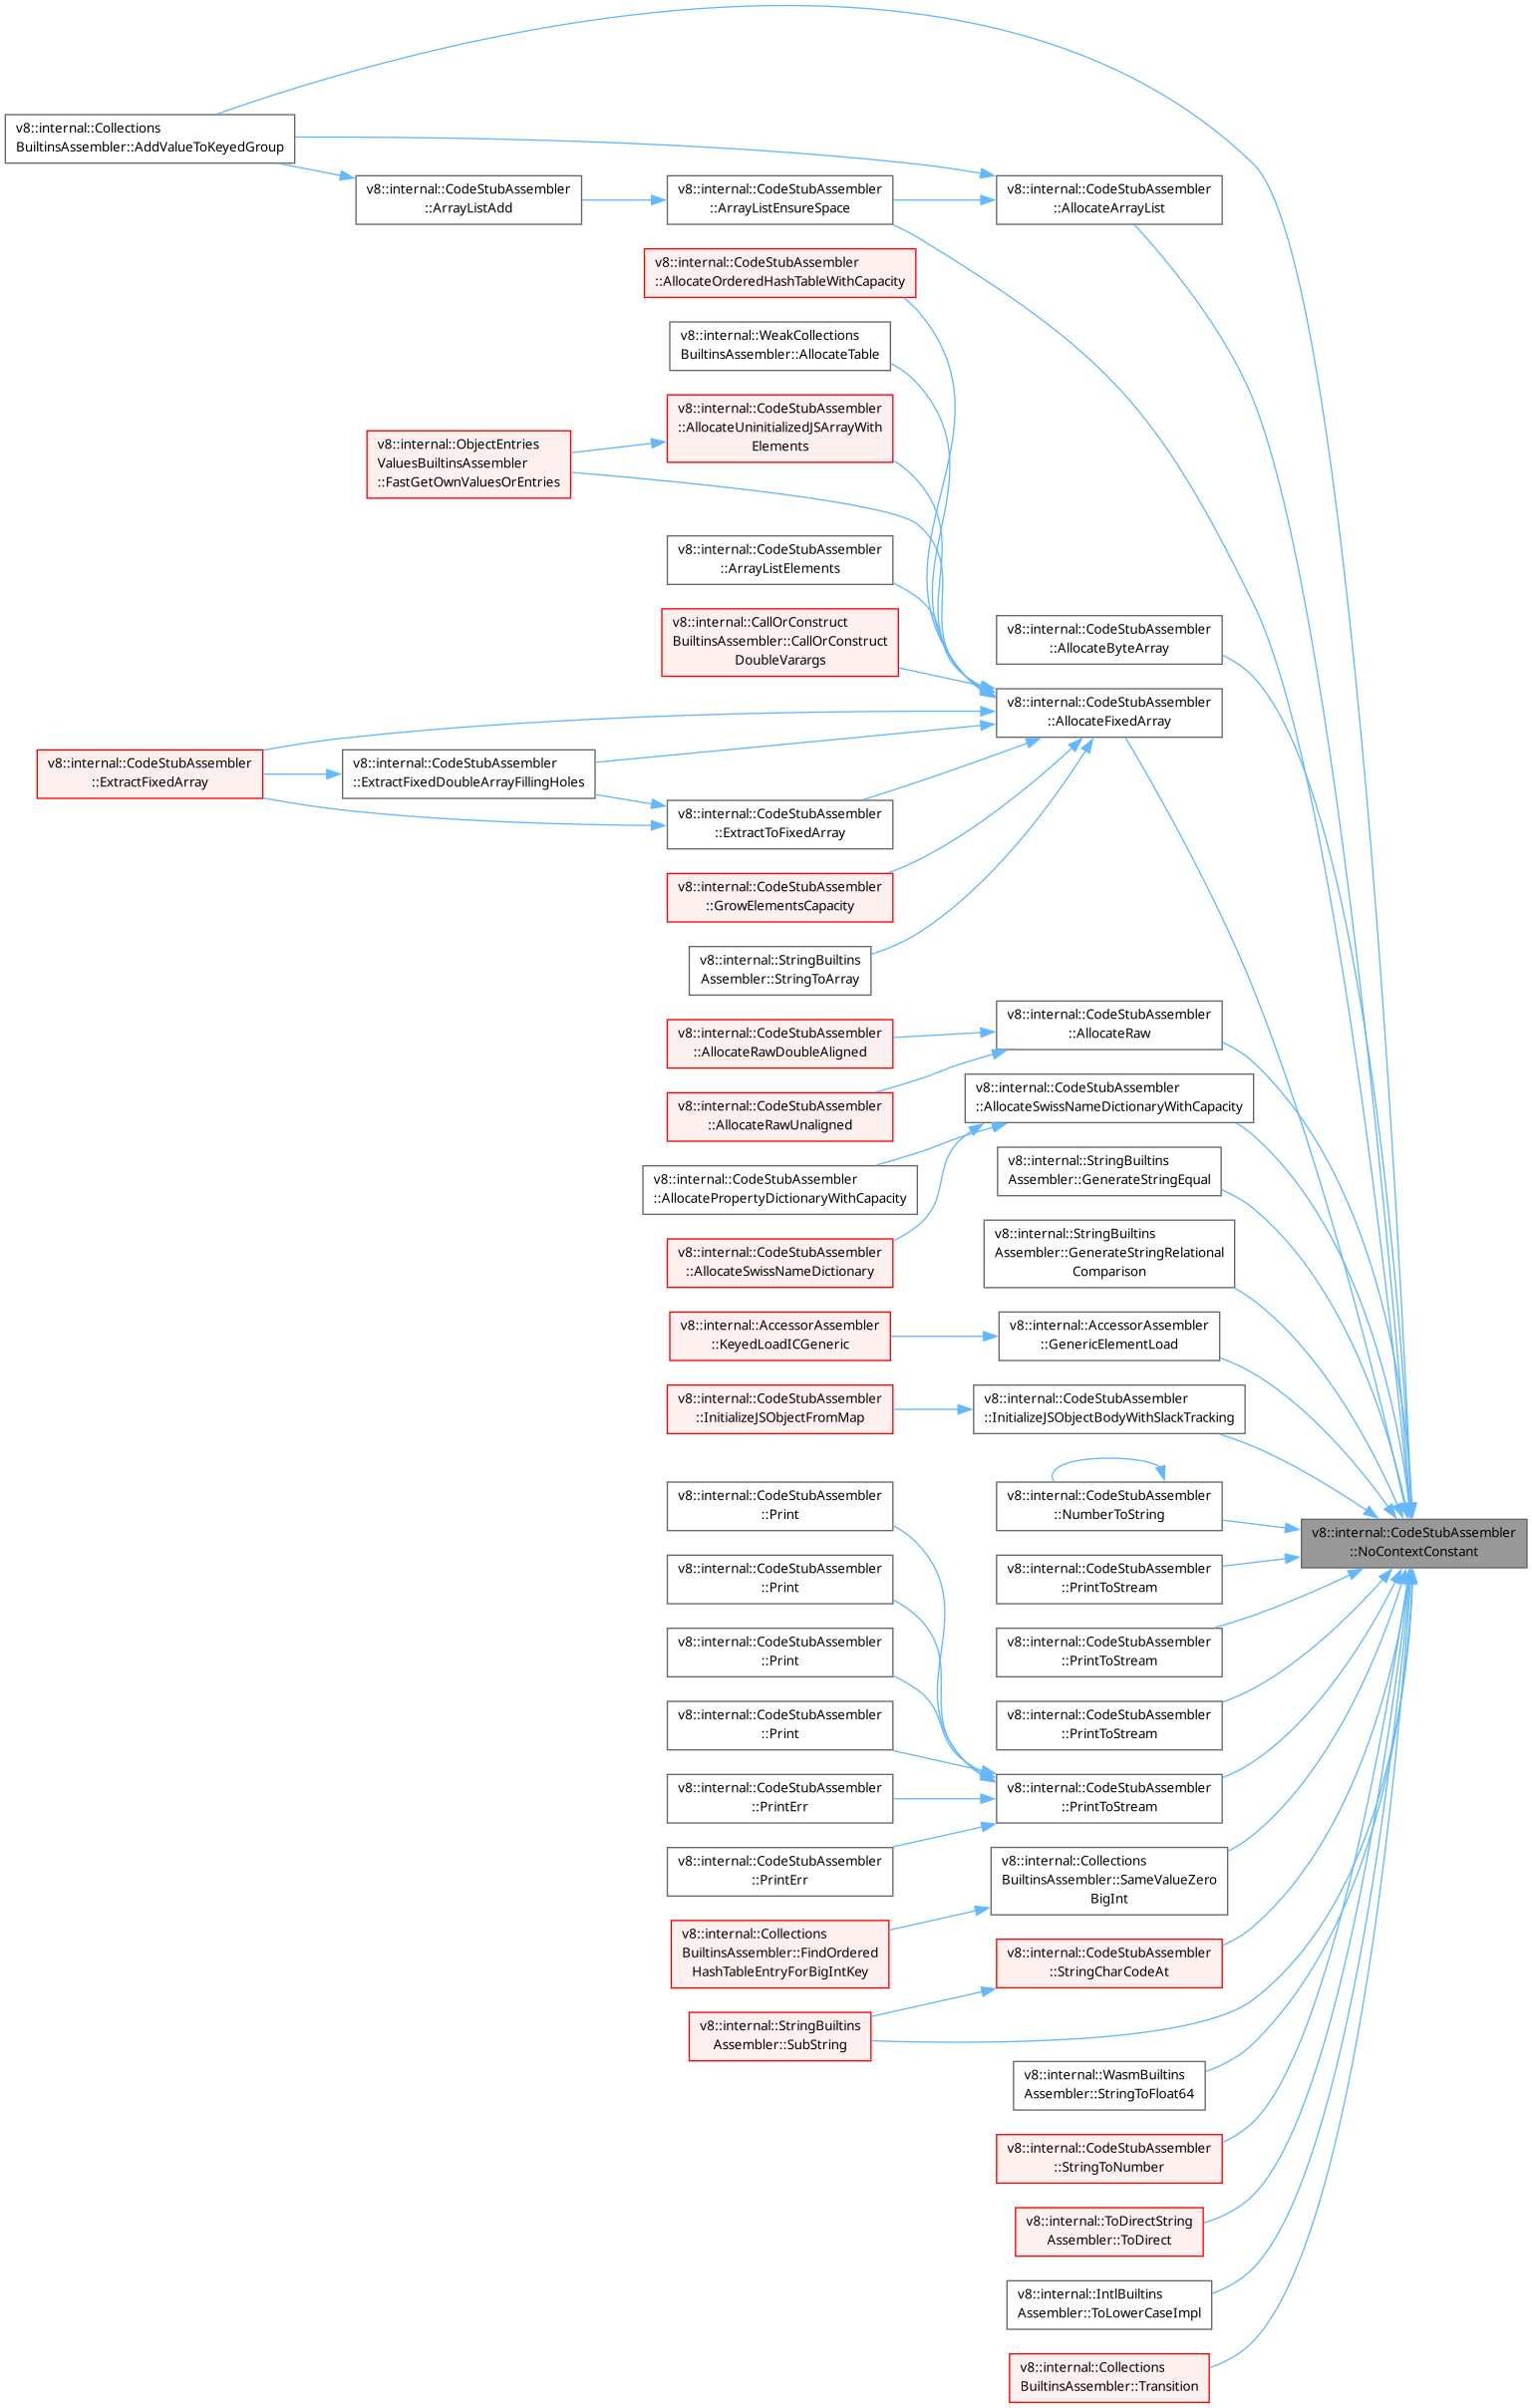 v8::internal::Collections
BuiltinsAssembler::AddValueToKeyedGroup
v8::internal::CodeStubAssembler
::ArrayListAdd
v8::internal::CodeStubAssembler
::ArrayListEnsureSpace
v8::internal::CodeStubAssembler
::AllocateArrayList
v8::internal::CodeStubAssembler
::AllocateOrderedHashTableWithCapacity
v8::internal::WeakCollections
BuiltinsAssembler::AllocateTable
v8::internal::CodeStubAssembler
::AllocateUninitializedJSArrayWith
Elements
v8::internal::ObjectEntries
ValuesBuiltinsAssembler
::FastGetOwnValuesOrEntries
v8::internal::CodeStubAssembler
::ArrayListElements
v8::internal::CallOrConstruct
BuiltinsAssembler::CallOrConstruct
DoubleVarargs
v8::internal::CodeStubAssembler
::AllocateByteArray
v8::internal::CodeStubAssembler
::AllocateFixedArray
v8::internal::CodeStubAssembler
::ExtractFixedArray
v8::internal::CodeStubAssembler
::ExtractFixedDoubleArrayFillingHoles
v8::internal::CodeStubAssembler
::ExtractToFixedArray
v8::internal::CodeStubAssembler
::GrowElementsCapacity
v8::internal::StringBuiltins
Assembler::StringToArray
v8::internal::CodeStubAssembler
::AllocateRaw
v8::internal::CodeStubAssembler
::AllocateRawDoubleAligned
v8::internal::CodeStubAssembler
::AllocateRawUnaligned
v8::internal::CodeStubAssembler
::AllocateSwissNameDictionaryWithCapacity
v8::internal::CodeStubAssembler
::AllocatePropertyDictionaryWithCapacity
v8::internal::StringBuiltins
Assembler::GenerateStringEqual
v8::internal::CodeStubAssembler
::AllocateSwissNameDictionary
v8::internal::StringBuiltins
Assembler::GenerateStringRelational
Comparison
v8::internal::AccessorAssembler
::KeyedLoadICGeneric
v8::internal::AccessorAssembler
::GenericElementLoad
v8::internal::CodeStubAssembler
::InitializeJSObjectFromMap
v8::internal::CodeStubAssembler
::InitializeJSObjectBodyWithSlackTracking
v8::internal::CodeStubAssembler
::Print
v8::internal::CodeStubAssembler
::NumberToString
v8::internal::CodeStubAssembler
::NoContextConstant
v8::internal::CodeStubAssembler
::Print
v8::internal::CodeStubAssembler
::PrintToStream
v8::internal::CodeStubAssembler
::Print
v8::internal::CodeStubAssembler
::PrintToStream
v8::internal::CodeStubAssembler
::Print
v8::internal::CodeStubAssembler
::PrintToStream
v8::internal::CodeStubAssembler
::PrintErr
v8::internal::CodeStubAssembler
::PrintToStream
v8::internal::CodeStubAssembler
::PrintErr
v8::internal::Collections
BuiltinsAssembler::SameValueZero
BigInt
v8::internal::Collections
BuiltinsAssembler::FindOrdered
HashTableEntryForBigIntKey
v8::internal::CodeStubAssembler
::StringCharCodeAt
v8::internal::StringBuiltins
Assembler::SubString
v8::internal::WasmBuiltins
Assembler::StringToFloat64
v8::internal::CodeStubAssembler
::StringToNumber
v8::internal::ToDirectString
Assembler::ToDirect
v8::internal::IntlBuiltins
Assembler::ToLowerCaseImpl
v8::internal::Collections
BuiltinsAssembler::Transition